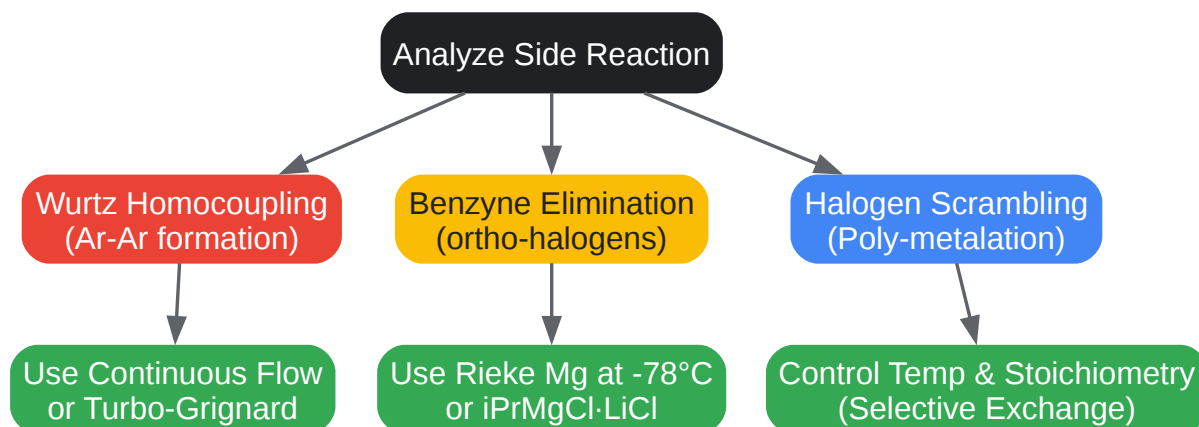 Analyze Side Reaction
Wurtz Homocoupling
(Ar-Ar formation)
Benzyne Elimination
(ortho-halogens)
Halogen Scrambling
(Poly-metalation)
Use Continuous Flow
or Turbo-Grignard
Use Rieke Mg at -78°C
or iPrMgCl·LiCl
Control Temp & Stoichiometry
(Selective Exchange)